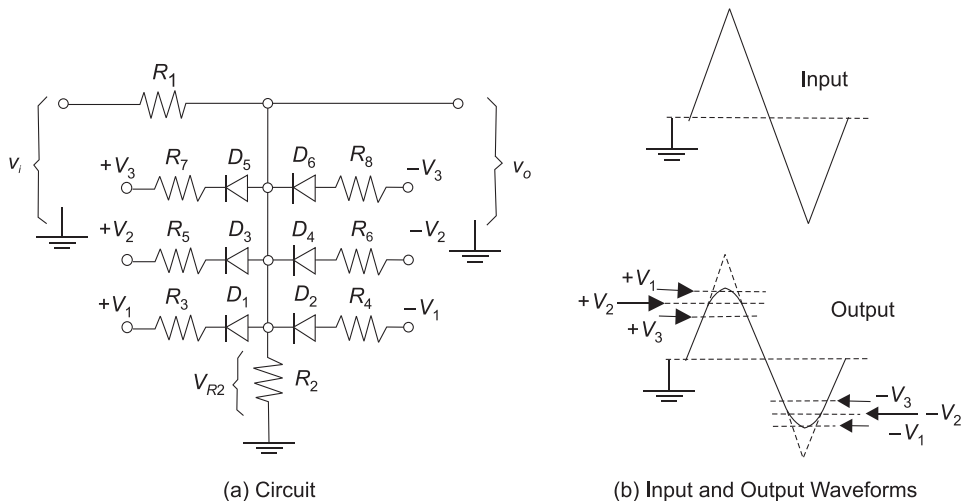 R1
Input
+V3 R7 D5 D6 R8 −V3
vi vo
+V2 R5 D3 D4 R6 −V2
+V1 R3 D1 D2 R4 −V1
VR2 R2
+V1
+V2
+V3
Output
−V3
−V2
−V1
(a) Circuit
(b) Input and Output Waveforms